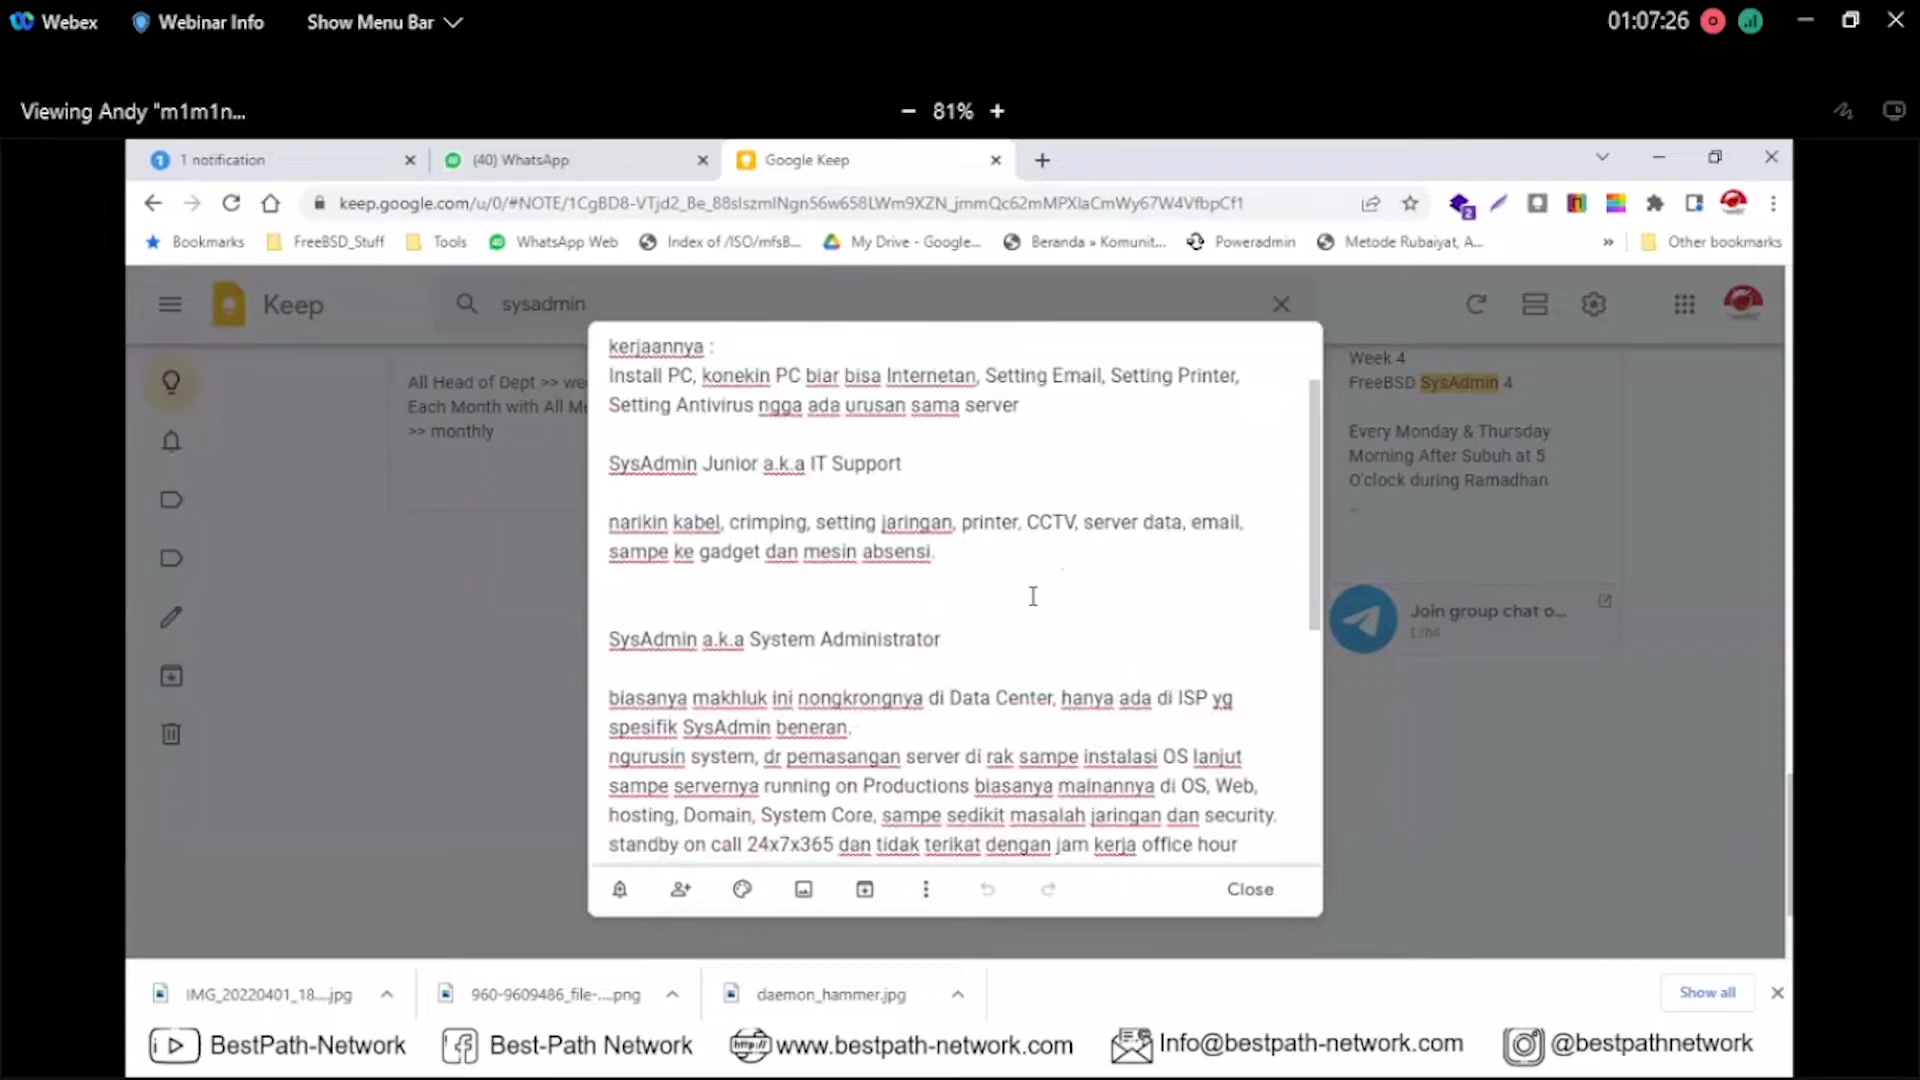 Webex
Webinar Info
Show Menu Bar
01:07:26
Viewing Andy "m1m1n...
81%
1 notification
(40) WhatsApp
Google Keep
keep.google.com/u/0/#NOTE/1CgBD8-VTjd2_Be_88slszmINgn56w658LWm9XZN_jmmQc62mMPXlaCmWy67W4VfbpCf1
Bookmarks
FreeBSD_Stuff
Tools
WhatsApp Web
Index of /ISO/mfsB...
My Drive - Google...
Beranda » Komunit...
Poweradmin
Metode Rubaiyat, A...
»
Other bookmarks
Keep
sysadmin
All Head of Dept >> we
Each Month with All Me
>> monthly
kerjaannya :
Install PC, konekin PC biar bisa Internetan, Setting Email, Setting Printer,
Setting Antivirus ngga ada urusan sama server
SysAdmin Junior a.k.a IT Support
narikin kabel, crimping, setting jaringan, printer, CCTV, server data, email,
sampe ke gadget dan mesin absensi.
SysAdmin a.k.a System Administrator
biasanya makhluk ini nongkrongnya di Data Center, hanya ada di ISP yg
spesifik SysAdmin beneran.
ngurusin system, dr pemasangan server di rak sampe instalasi OS lanjut
sampe servernya running on Productions biasanya mainannya di OS, Web,
hosting, Domain, System Core, sampe sedikit masalah jaringan dan security.
standby on call 24x7x365 dan tidak terikat dengan jam kerja office hour
Close
Week 4
FreeBSD SysAdmin 4
Every Monday & Thursday
Morning After Subuh at 5
O'clock during Ramadhan
...
Join group chat o...
t.me
IMG_20220401_18....jpg
960-9609486_file-....png
daemon_hammer.jpg
Show all
BestPath-Network
Best-Path Network
http://
www.bestpath-network.com
Info@bestpath-network.com
@bestpathnetwork